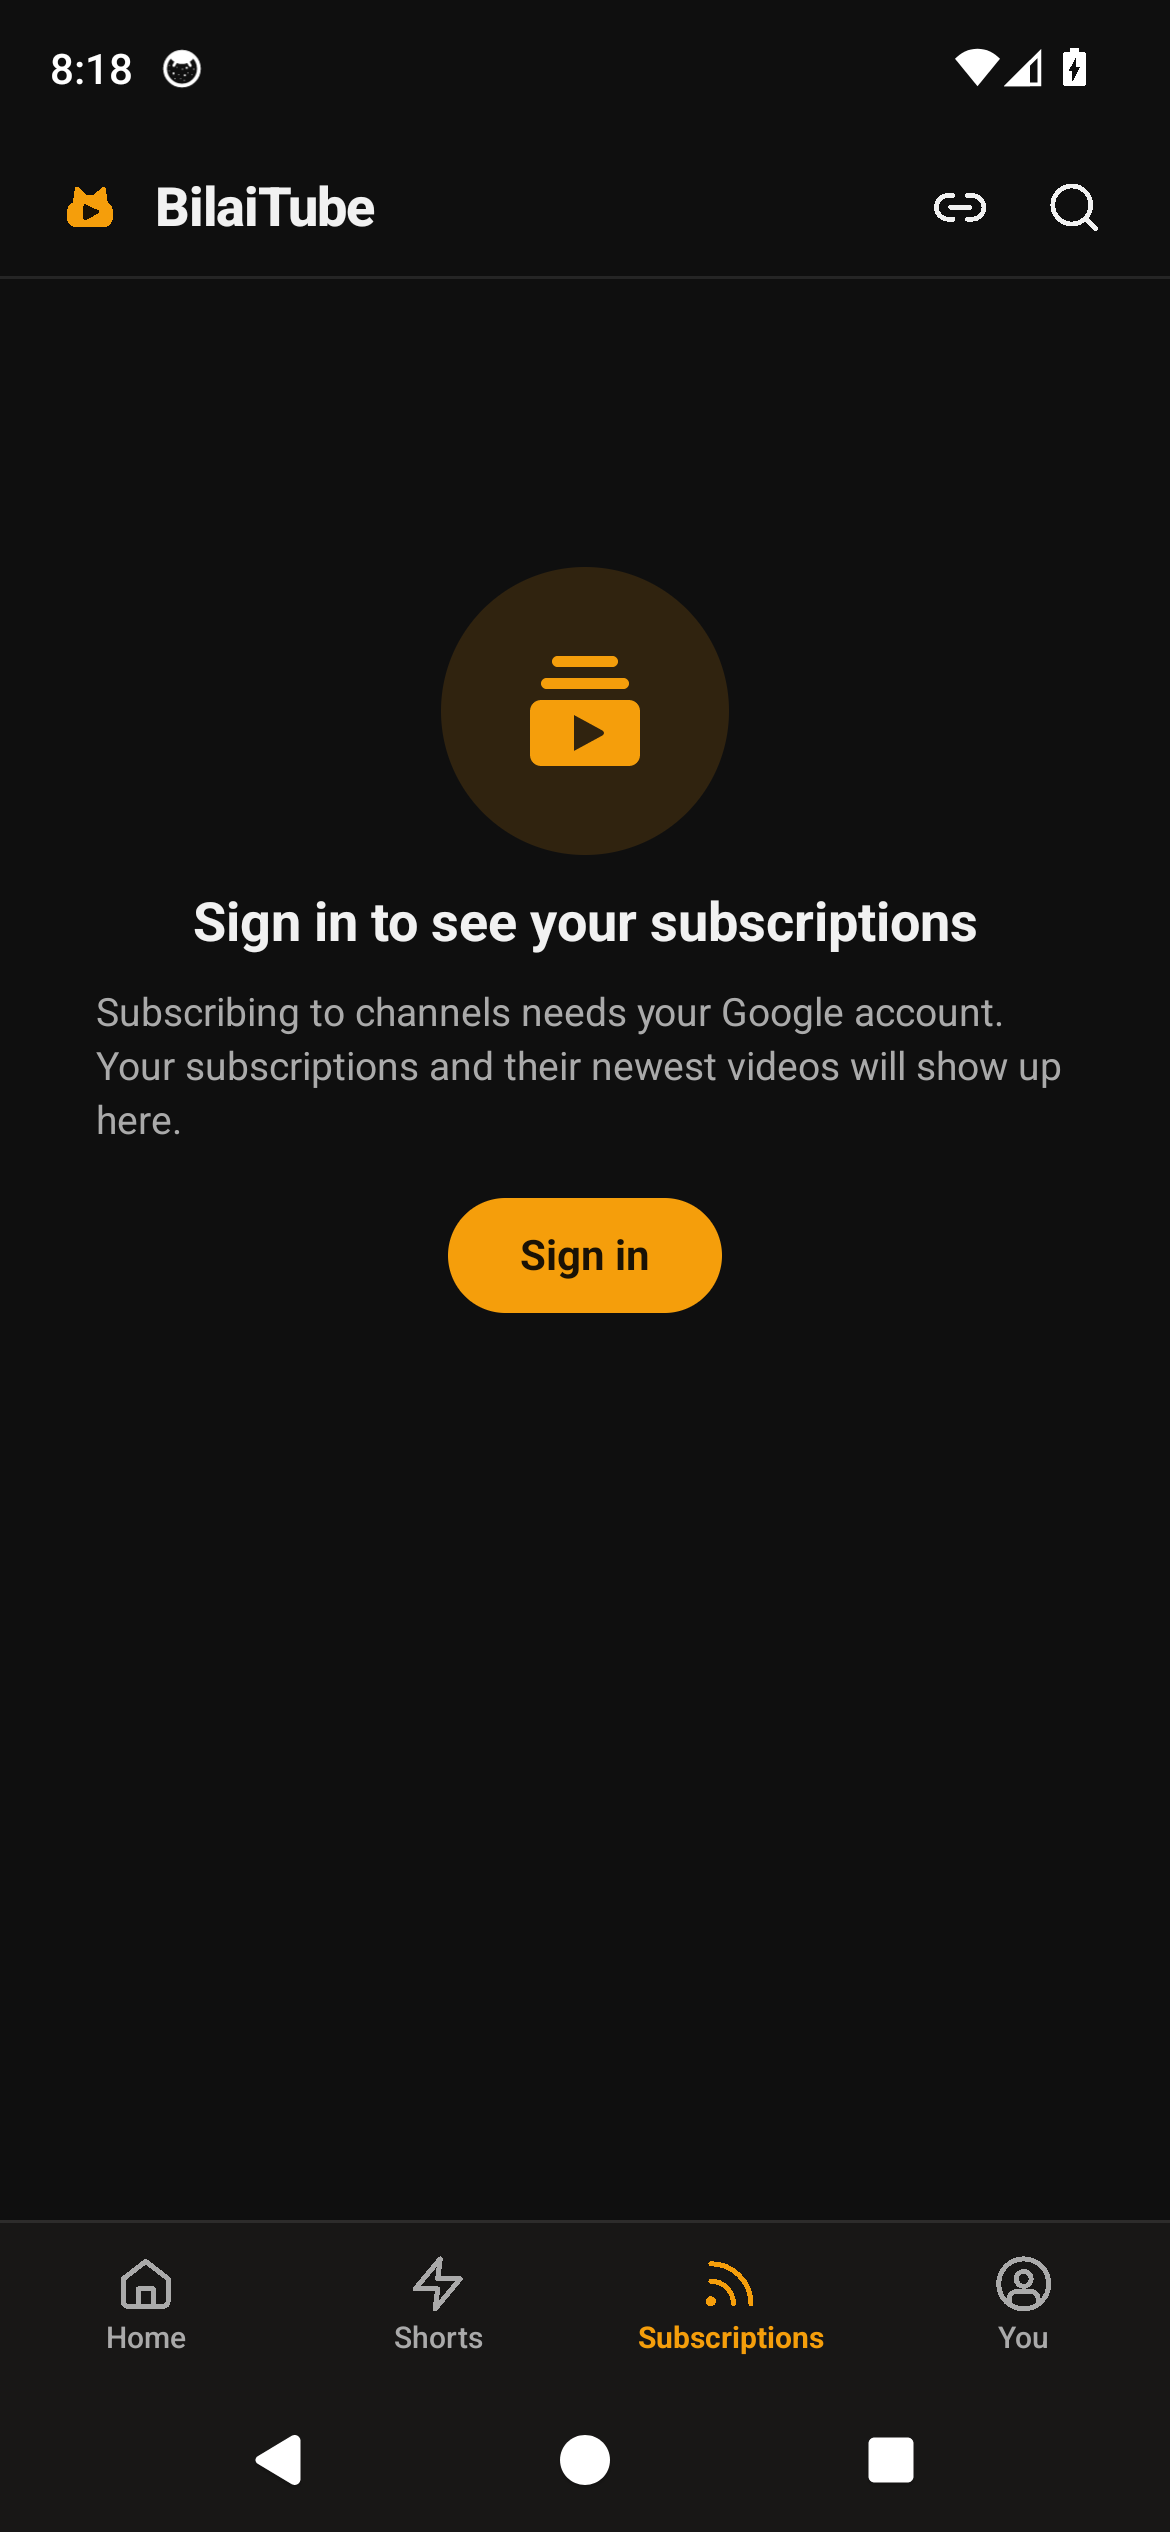 8:18
BilaiTube
Sign in to see your subscriptions
Subscribing to channels needs your Google account.
Your subscriptions and their newest videos will show up
here.
Sign in
Home
Shorts
Subscriptions
You